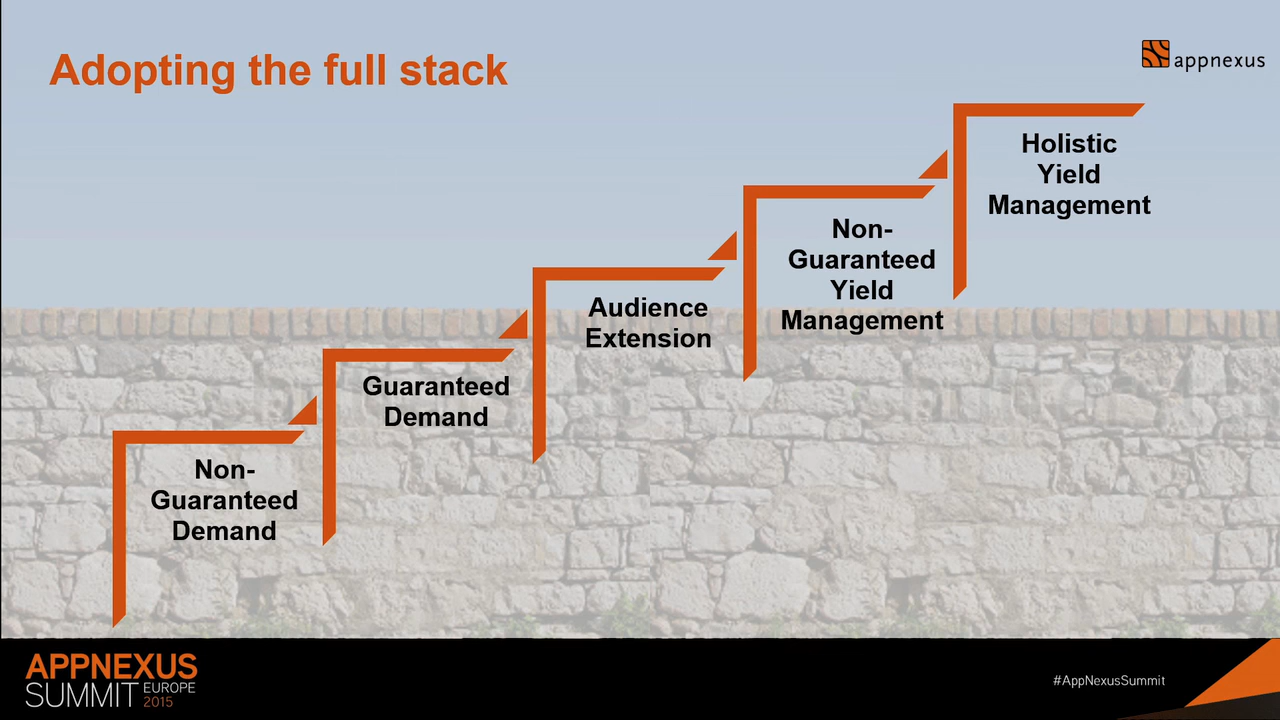 Adopting the full stack
appnexus
Holistic
Yield
Management
Non-
Guaranteed
Yield
Management
Audience
Extension
Guaranteed
Demand
Non-
Guaranteed
Demand
APPNEXUS
SUMMIT EUROPE
2015
#AppNexusSummit